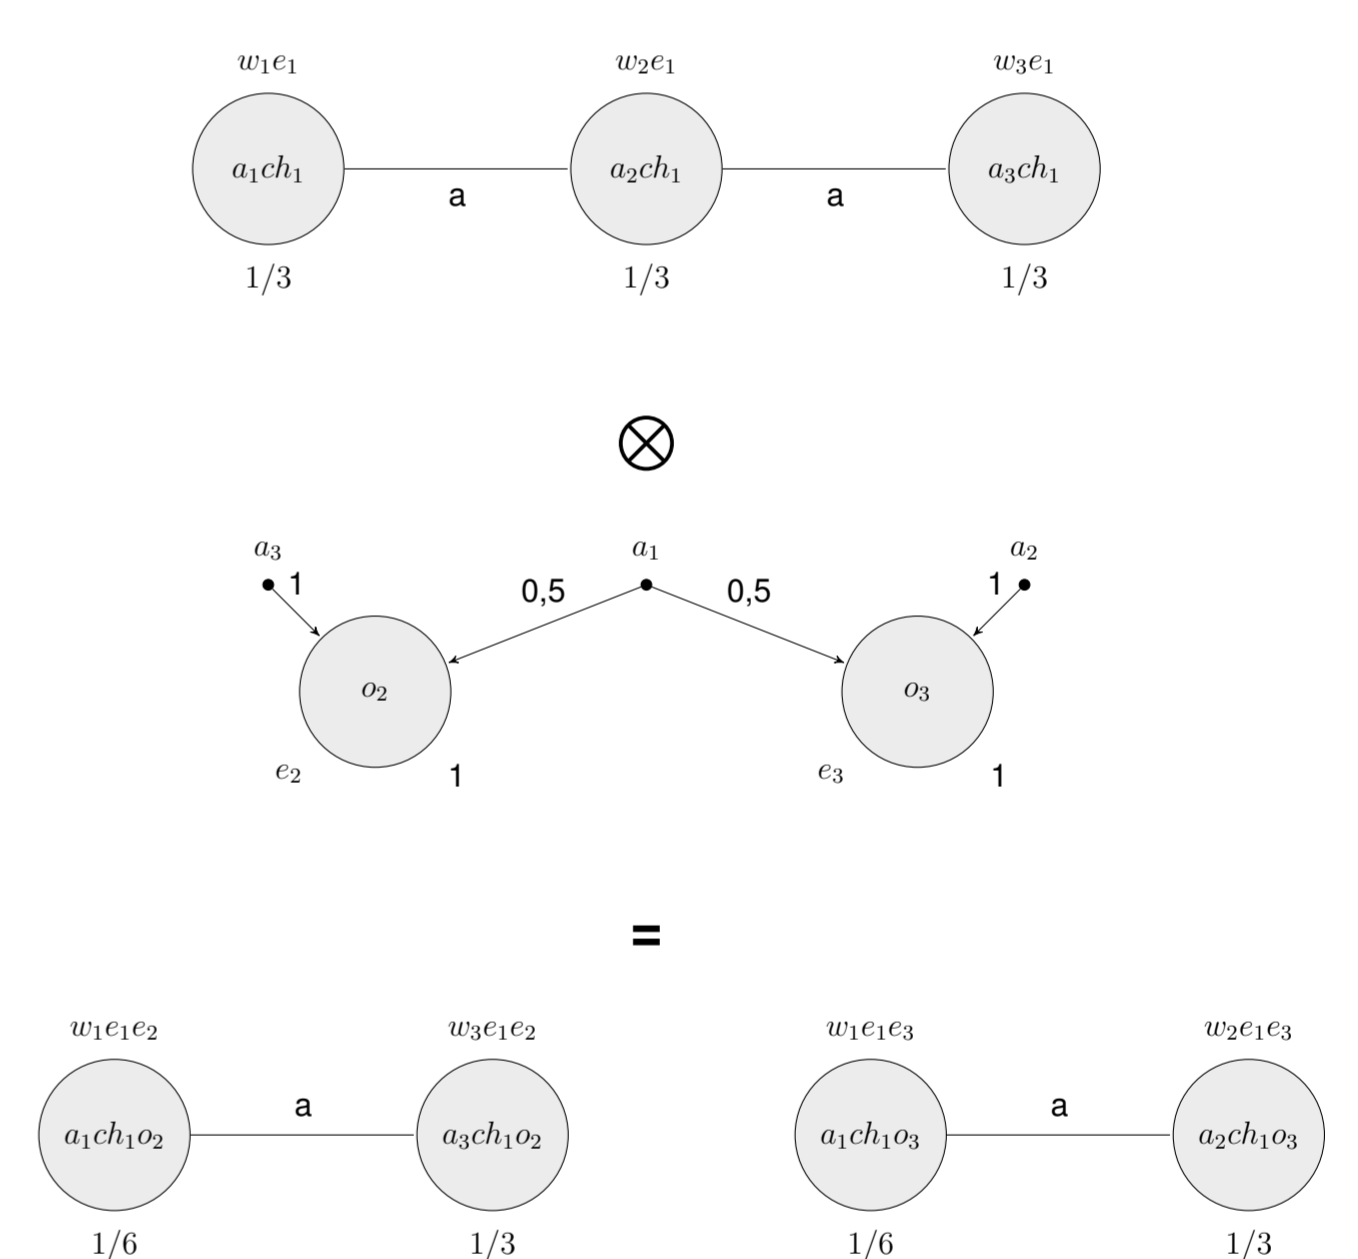 w₁e₁ w₂e₁ w₃e₁
a₁ch₁ a₂ch₁ a₃ch₁
a a
1/3 1/3 1/3
⊗
a₃ a₁ a₂
1 0,5 0,5 1
o₂ o₃
e₂ 1 e₃ 1
=
w₁e₁e₂ w₃e₁e₂ w₁e₁e₃ w₂e₁e₃
a a
a₁ch₁o₂ a₃ch₁o₂ a₁ch₁o₃ a₂ch₁o₃
1/6 1/3 1/6 1/3